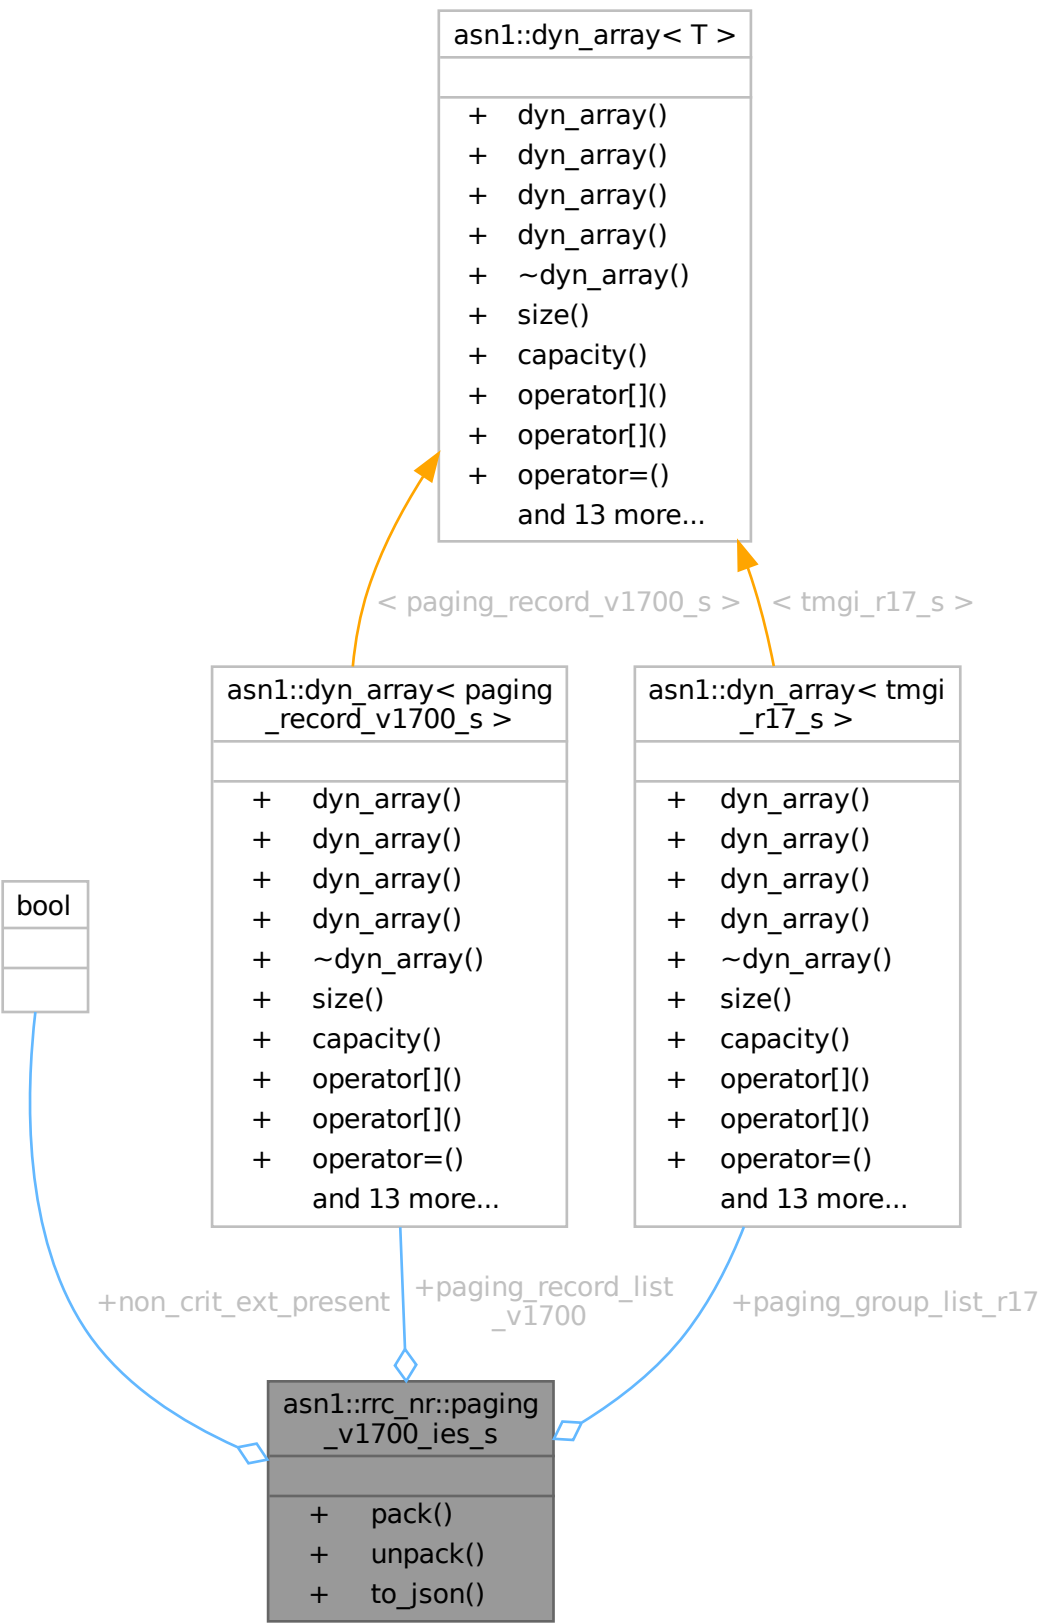 asn1::dyn_array< T >
+ dyn_array()
+ dyn_array()
+ dyn_array()
+ dyn_array()
+ ~dyn_array()
+ size()
+ capacity()
+ operator[]()
+ operator[]()
+ operator=()
and 13 more...
< paging_record_v1700_s >
< tmgi_r17_s >
asn1::dyn_array< paging
_record_v1700_s >
+ dyn_array()
+ dyn_array()
+ dyn_array()
+ dyn_array()
+ ~dyn_array()
+ size()
+ capacity()
+ operator[]()
+ operator[]()
+ operator=()
and 13 more...
asn1::dyn_array< tmgi
_r17_s >
+ dyn_array()
+ dyn_array()
+ dyn_array()
+ dyn_array()
+ ~dyn_array()
+ size()
+ capacity()
+ operator[]()
+ operator[]()
+ operator=()
and 13 more...
bool
+non_crit_ext_present
+paging_record_list
_v1700
+paging_group_list_r17
asn1::rrc_nr::paging
_v1700_ies_s
+ pack()
+ unpack()
+ to_json()